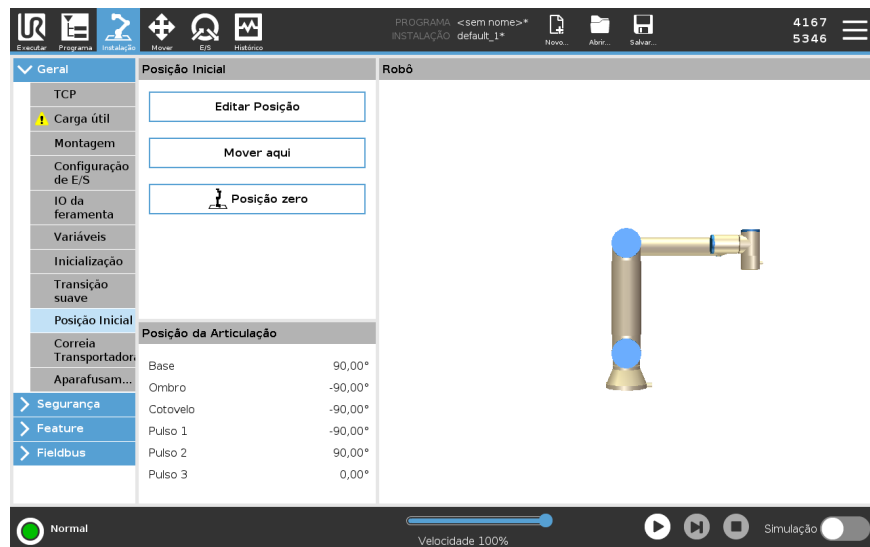 UR
Executar
Programa
Instalação
Mover
E/S
Histórico
PROGRAMA <sem nome>*
INSTALAÇÃO default_1*
Novo...
Abrir...
Salvar...
4167
5346
Geral
TCP
Carga útil
Montagem
Configuração
de E/S
IO da
ferramenta
Variáveis
Inicialização
Transição
suave
Posição Inicial
Correia
Transportadora
Aparafusam...
Segurança
Feature
Fieldbus
Posição Inicial
Editar Posição
Mover aqui
Posição zero
Posição da Articulação
Base 90,00°
Ombro -90,00°
Cotovelo -90,00°
Pulso 1 -90,00°
Pulso 2 90,00°
Pulso 3 0,00°
Robô
Normal
Velocidade 100%
Simulação